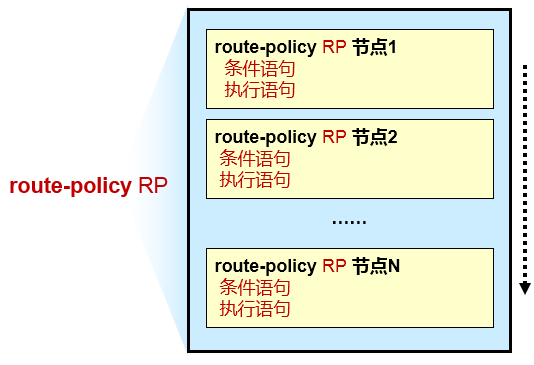 route-policy RP 节点1
条件语句
执行语句
route-policy RP 节点2
条件语句
执行语句
route-policy RP
……
route-policy RP 节点N
条件语句
执行语句